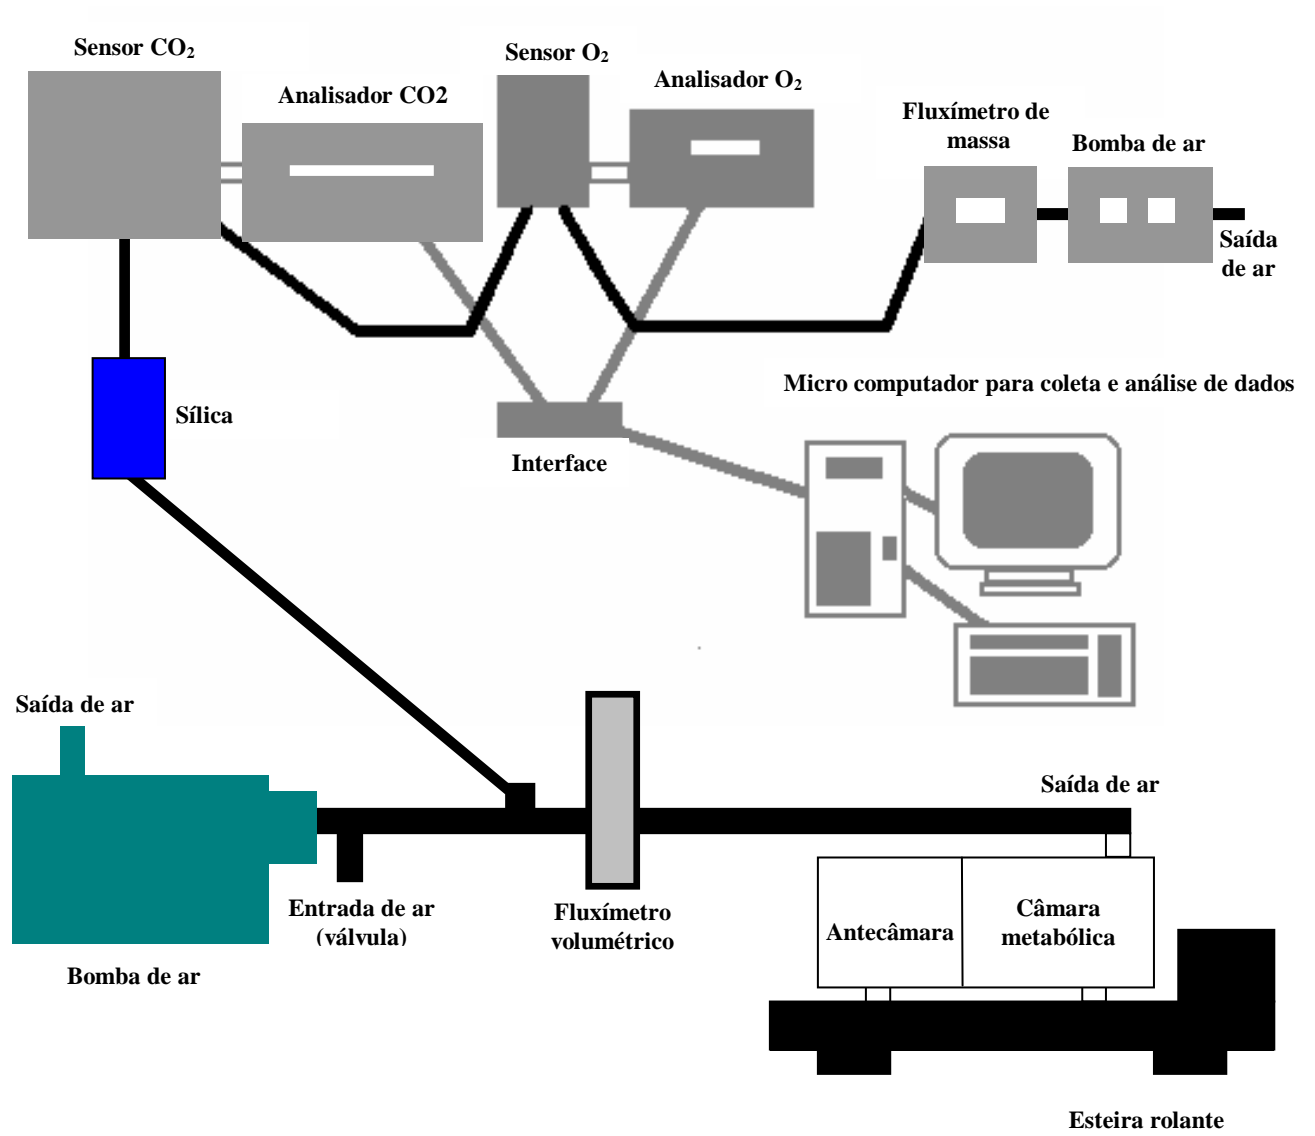 Sensor CO₂
Sensor O₂
Analisador CO2
Analisador O₂
Fluxímetro de
massa
Bomba de ar
Saída
de ar
Micro computador para coleta e análise de dados
Sílica
Interface
Saída de ar
Saída de ar
Entrada de ar
(válvula)
Fluxímetro
volumétrico
Câmara
metabólica
Antecâmara
Bomba de ar
Esteira rolante